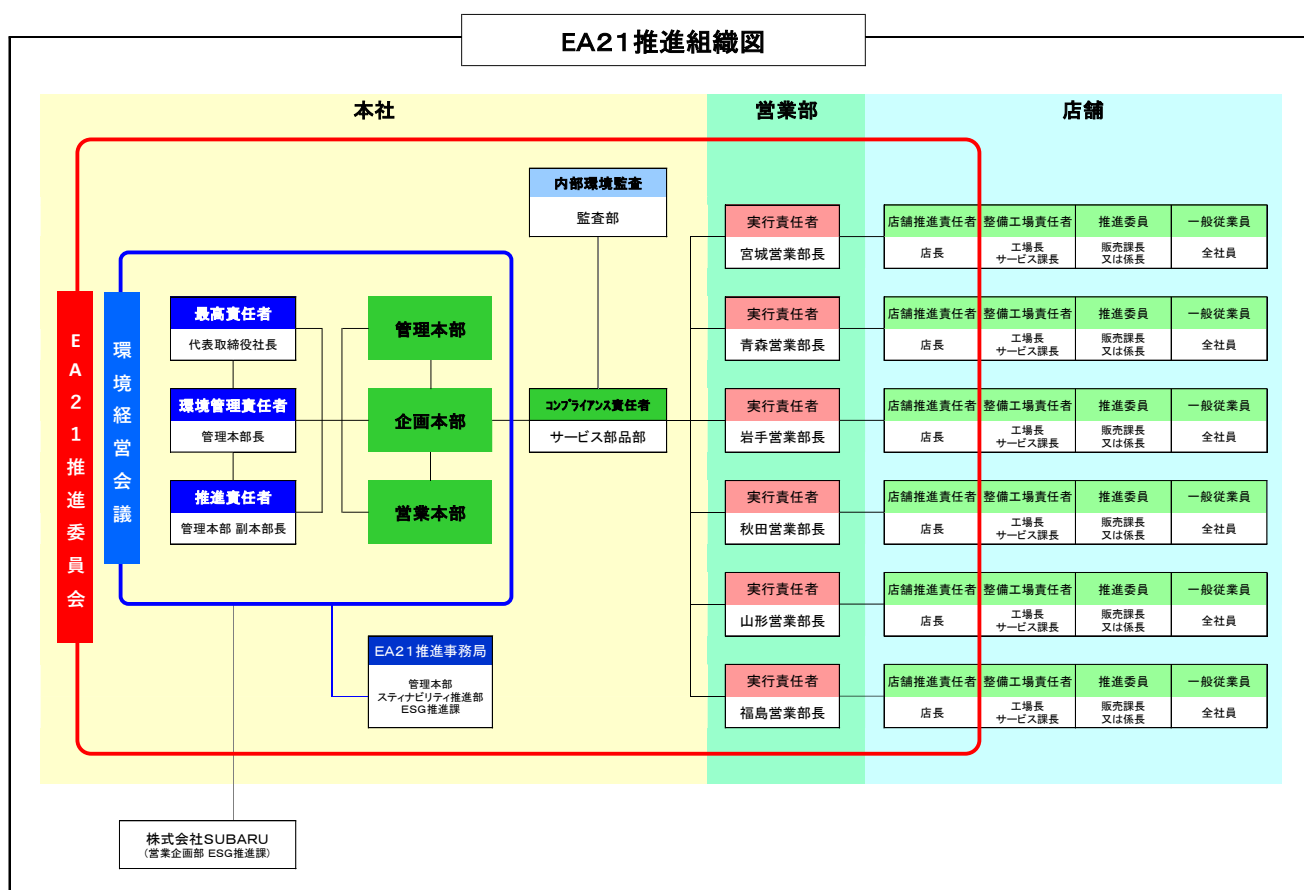 EA21推進組織図
本社
営業部
店舗
EA21推進委員会
環境経営会議
最高責任者
代表取締役社長
環境管理責任者
管理本部長
推進責任者
管理本部 副本部長
管理本部
企画本部
営業本部
EA21推進事務局
管理本部
スティナビリティ推進部
ESG推進課
株式会社SUBARU
(営業企画部 ESG推進課)
内部環境監査
監査部
ｺﾝﾌﾟﾗｲｱﾝｽ責任者
サービス部品部
実行責任者
宮城営業部長
店舗推進責任者 整備工場責任者 推進委員 一般従業員
店長
工場長
サービス課長
販売課長
又は係長
全社員
実行責任者
青森営業部長
店舗推進責任者 整備工場責任者 推進委員 一般従業員
店長
工場長
サービス課長
販売課長
又は係長
全社員
実行責任者
岩手営業部長
店舗推進責任者 整備工場責任者 推進委員 一般従業員
店長
工場長
サービス課長
販売課長
又は係長
全社員
実行責任者
秋田営業部長
店舗推進責任者 整備工場責任者 推進委員 一般従業員
店長
工場長
サービス課長
販売課長
又は係長
全社員
実行責任者
山形営業部長
店舗推進責任者 整備工場責任者 推進委員 一般従業員
店長
工場長
サービス課長
販売課長
又は係長
全社員
実行責任者
福島営業部長
店舗推進責任者 整備工場責任者 推進委員 一般従業員
店長
工場長
サービス課長
販売課長
又は係長
全社員